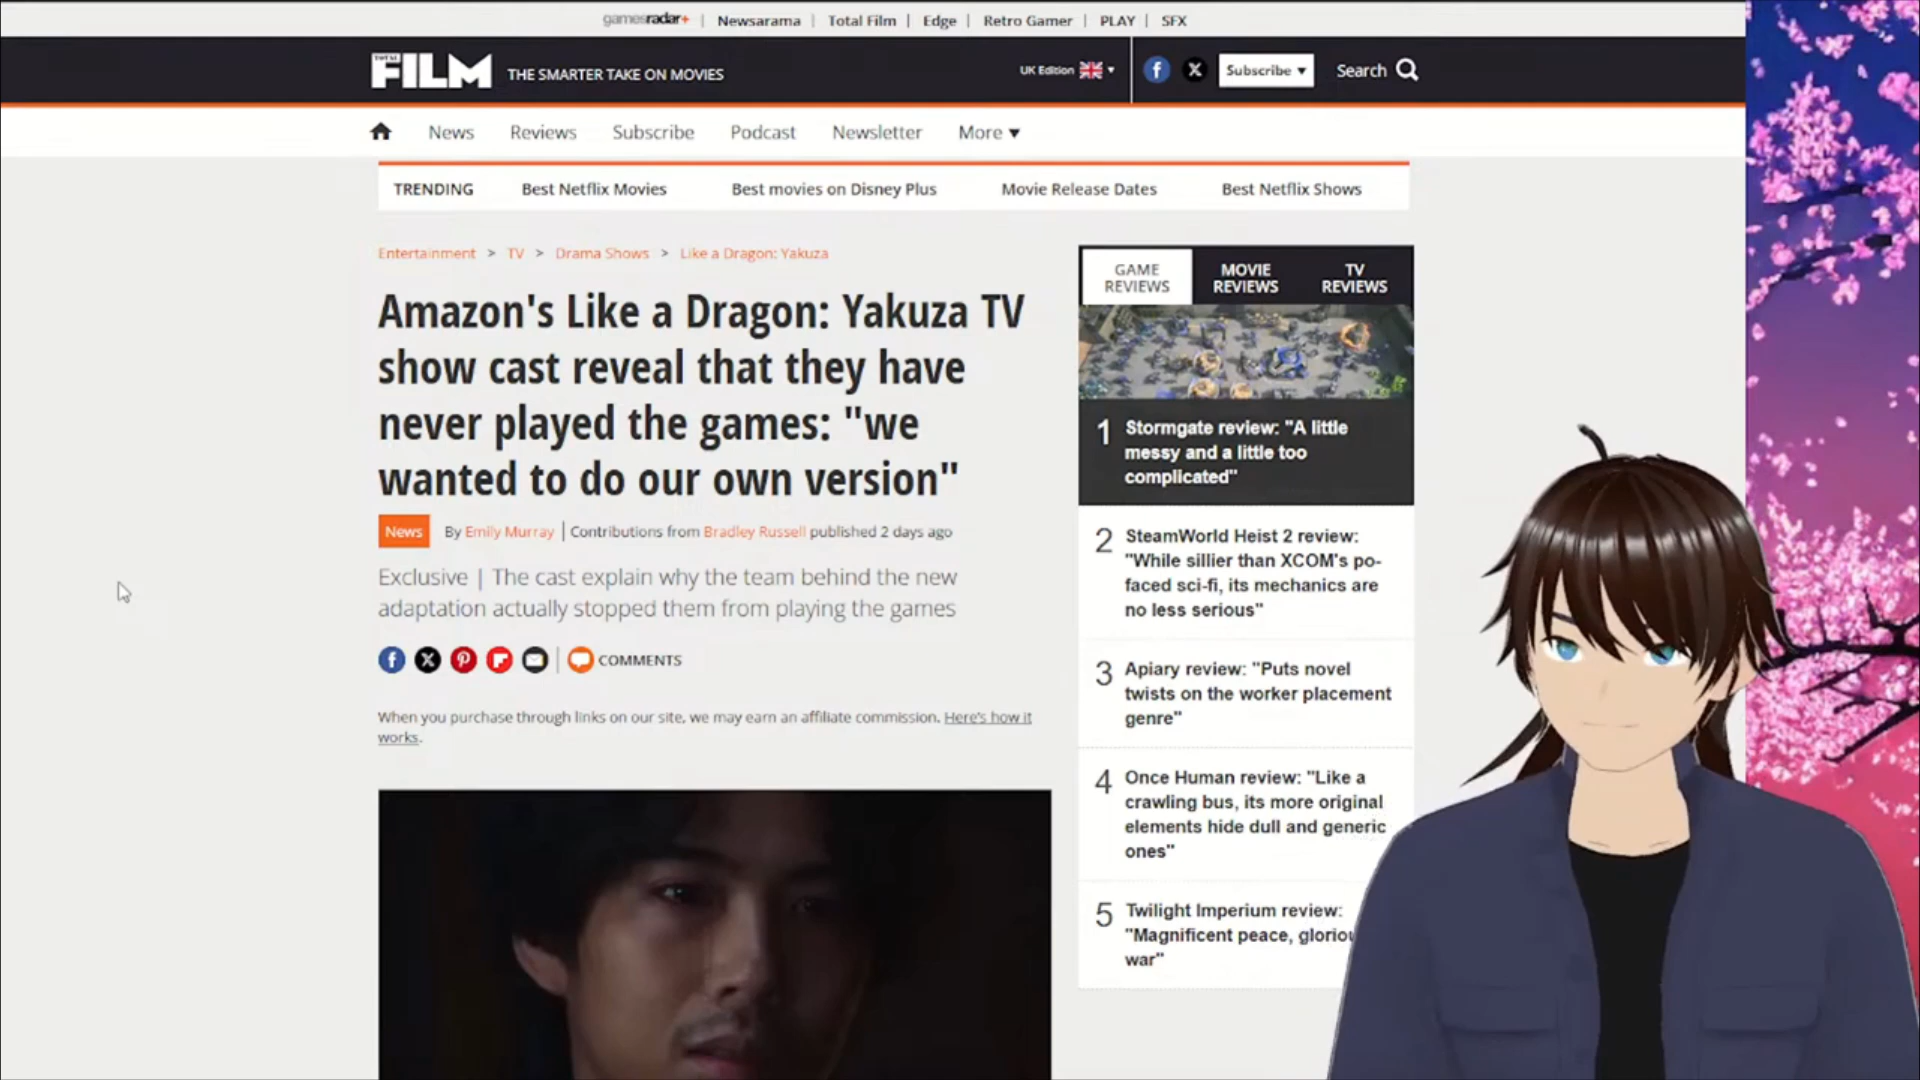 gamesradar+ | Newsarama | Total Film | Edge | Retro Gamer | PLAY | SFX
TOTAL FILM THE SMARTER TAKE ON MOVIES UK Edition Subscribe Search
News Reviews Subscribe Podcast Newsletter More
TRENDING Best Netflix Movies Best movies on Disney Plus Movie Release Dates Best Netflix Shows
Entertainment > TV > Drama Shows > Like a Dragon: Yakuza
Amazon's Like a Dragon: Yakuza TV
show cast reveal that they have
never played the games: "we
wanted to do our own version"
News By Emily Murray | Contributions from Bradley Russell published 2 days ago
Exclusive | The cast explain why the team behind the new
adaptation actually stopped them from playing the games
COMMENTS
When you purchase through links on our site, we may earn an affiliate commission. Here's how it
works.
GAME
REVIEWS
MOVIE
REVIEWS
TV
REVIEWS
1 Stormgate review: "A little
messy and a little too
complicated"
2 SteamWorld Heist 2 review:
"While sillier than XCOM's po-
faced sci-fi, its mechanics are
no less serious"
3 Apiary review: "Puts novel
twists on the worker placement
genre"
4 Once Human review: "Like a
crawling bus, its more original
elements hide dull and generic
ones"
5 Twilight Imperium review:
"Magnificent peace,
war"